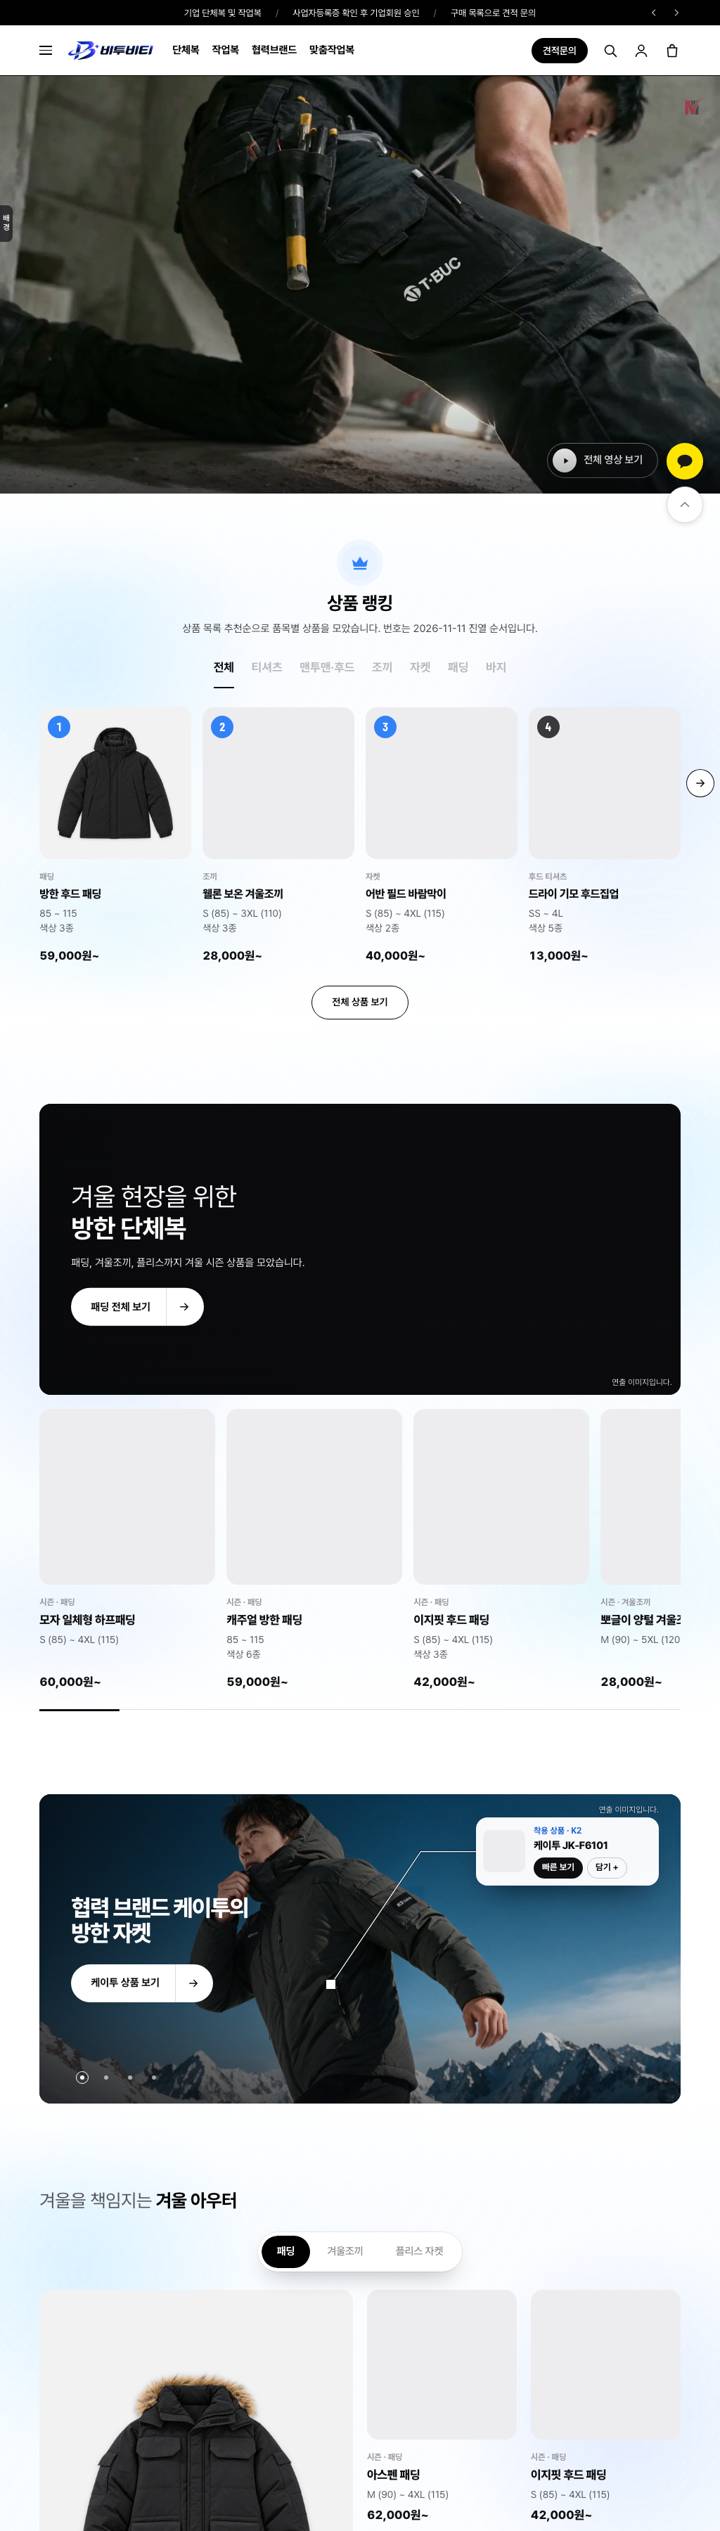 기업 단체복 및 작업복 / 사업자등록증 확인 후 기업회원 승인 / 구매 목록으로 견적 문의
비투비티 단체복 작업복 협력브랜드 맞춤작업복 견적문의
배경
T·BUC
전체 영상 보기
상품 랭킹
상품 목록 추천순으로 품목별 상품을 모았습니다. 번호는 2026-11-11 진열 순서입니다.
전체 티셔츠 맨투맨·후드 조끼 자켓 패딩 바지
1 2 3 4
패딩
방한 후드 패딩
85 ~ 115
색상 3종
59,000원~
조끼
웰론 보온 겨울조끼
S (85) ~ 3XL (110)
색상 3종
28,000원~
자켓
어반 필드 바람막이
S (85) ~ 4XL (115)
색상 2종
40,000원~
후드 티셔츠
드라이 기모 후드집업
SS ~ 4L
색상 5종
13,000원~
전체 상품 보기
겨울 현장을 위한
방한 단체복
패딩, 겨울조끼, 플리스까지 겨울 시즌 상품을 모았습니다.
패딩 전체 보기
연출 이미지입니다.
시즌 · 패딩
모자 일체형 하프패딩
S (85) ~ 4XL (115)
60,000원~
시즌 · 패딩
캐주얼 방한 패딩
85 ~ 115
색상 6종
59,000원~
시즌 · 패딩
이지핏 후드 패딩
S (85) ~ 4XL (115)
색상 3종
42,000원~
시즌 · 겨울조끼
뽀글이 양털 겨울
M (90) ~ 5XL (120
28,000원~
연출 이미지입니다.
착용 상품 · K2
케이투 JK-F6101
빠른 보기 담기 +
협력 브랜드 케이투의
방한 자켓
케이투 상품 보기
겨울을 책임지는 겨울 아우터
패딩 겨울조끼 플리스 자켓
시즌 · 패딩
아스펜 패딩
M (90) ~ 4XL (115)
62,000원~
시즌 · 패딩
이지핏 후드 패딩
S (85) ~ 4XL (115)
42,000원~